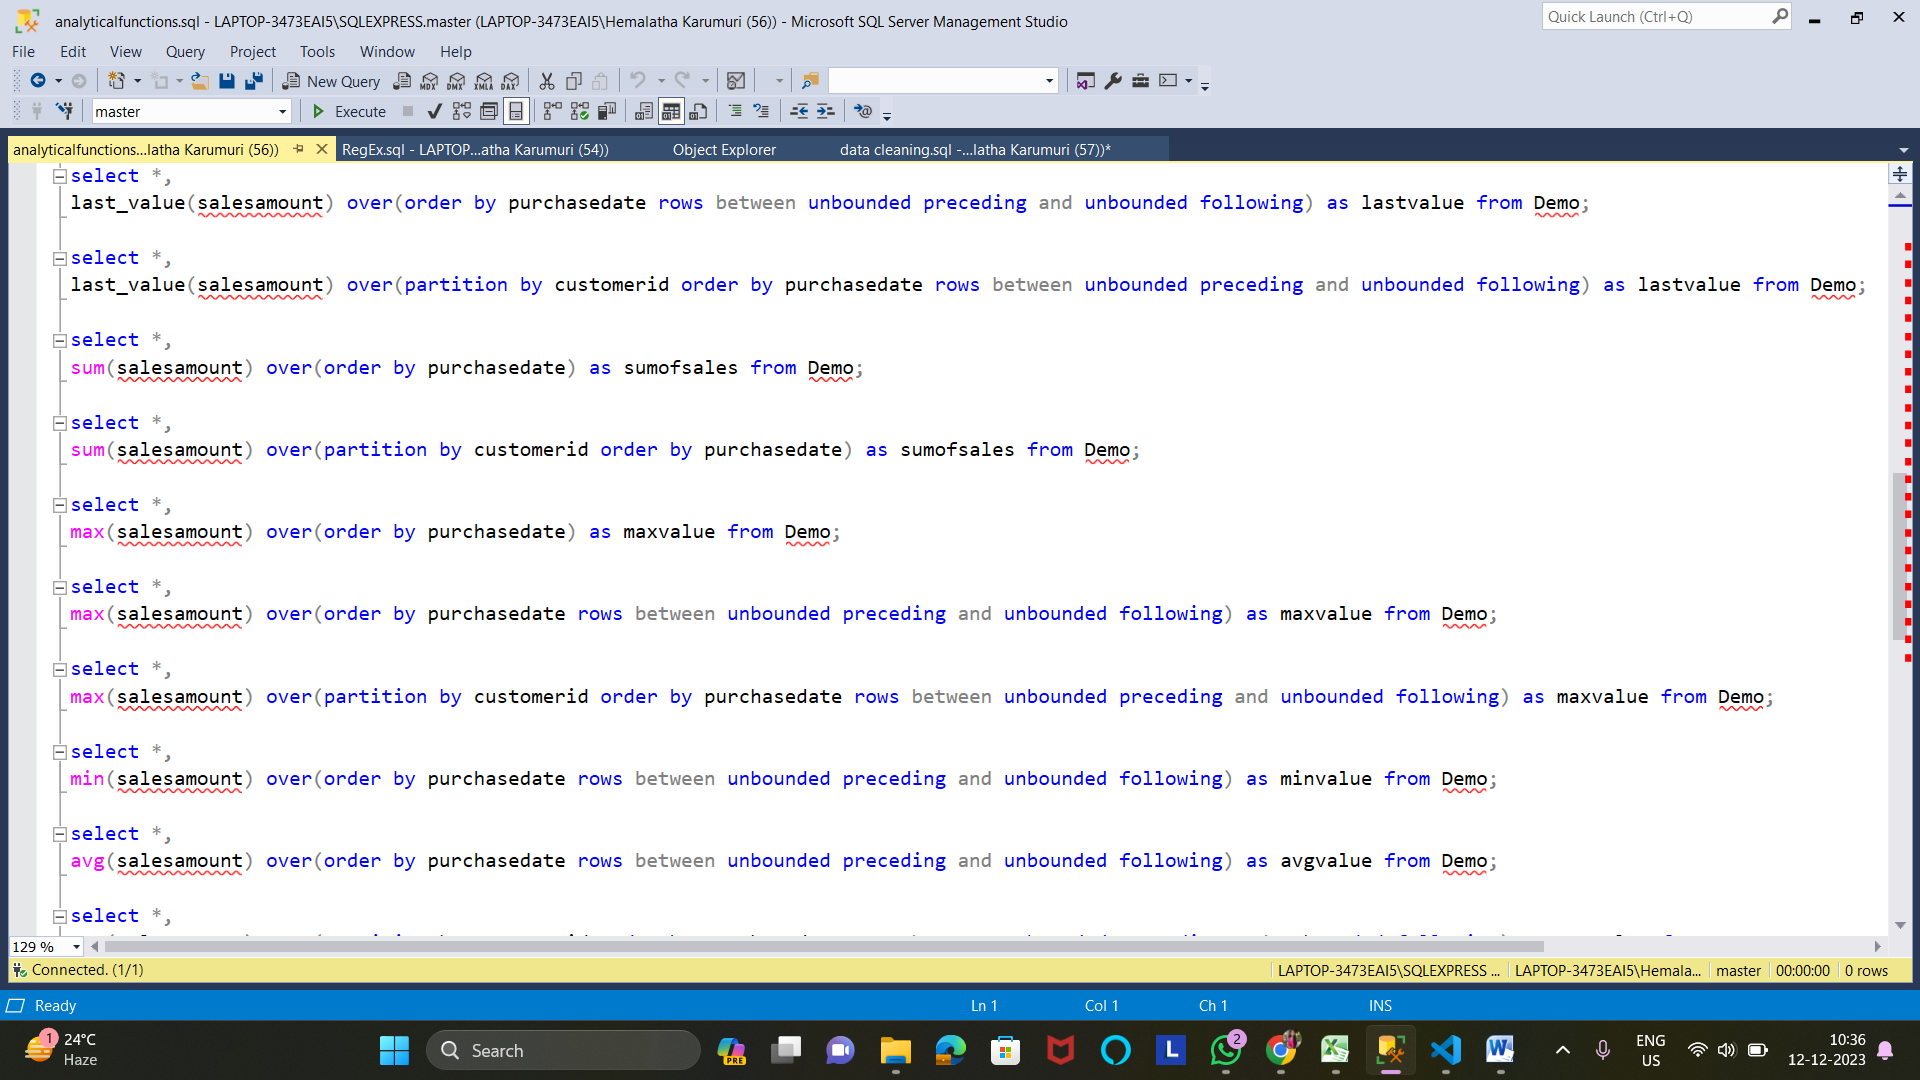 analyticalfunctions.sql - LAPTOP-3473EAI5\SQLEXPRESS.master (LAPTOP-3473EAI5\Hemalatha Karumuri (56)) - Microsoft SQL Server Management Studio
Quick Launch (Ctrl+Q)
File Edit View Query Project Tools Window Help
New Query MDX DMX XMLA DAX
master Execute
analyticalfunctions...latha Karumuri (56)) RegEx.sql - LAPTOP...atha Karumuri (54)) Object Explorer data cleaning.sql -...latha Karumuri (57))*
select *,
last_value(salesamount) over(order by purchasedate rows between unbounded preceding and unbounded following) as lastvalue from Demo;
select *,
last_value(salesamount) over(partition by customerid order by purchasedate rows between unbounded preceding and unbounded following) as lastvalue from Demo;
select *,
sum(salesamount) over(order by purchasedate) as sumofsales from Demo;
select *,
sum(salesamount) over(partition by customerid order by purchasedate) as sumofsales from Demo;
select *,
max(salesamount) over(order by purchasedate) as maxvalue from Demo;
select *,
max(salesamount) over(order by purchasedate rows between unbounded preceding and unbounded following) as maxvalue from Demo;
select *,
max(salesamount) over(partition by customerid order by purchasedate rows between unbounded preceding and unbounded following) as maxvalue from Demo;
select *,
min(salesamount) over(order by purchasedate rows between unbounded preceding and unbounded following) as minvalue from Demo;
select *,
avg(salesamount) over(order by purchasedate rows between unbounded preceding and unbounded following) as avgvalue from Demo;
select *,
129 %
Connected. (1/1) LAPTOP-3473EAI5\SQLEXPRESS ... LAPTOP-3473EAI5\Hemala... master 00:00:00 0 rows
Ready Ln 1 Col 1 Ch 1 INS
1 24°C
Haze
Search
PRE
L
2
ENG
US
10:36
12-12-2023